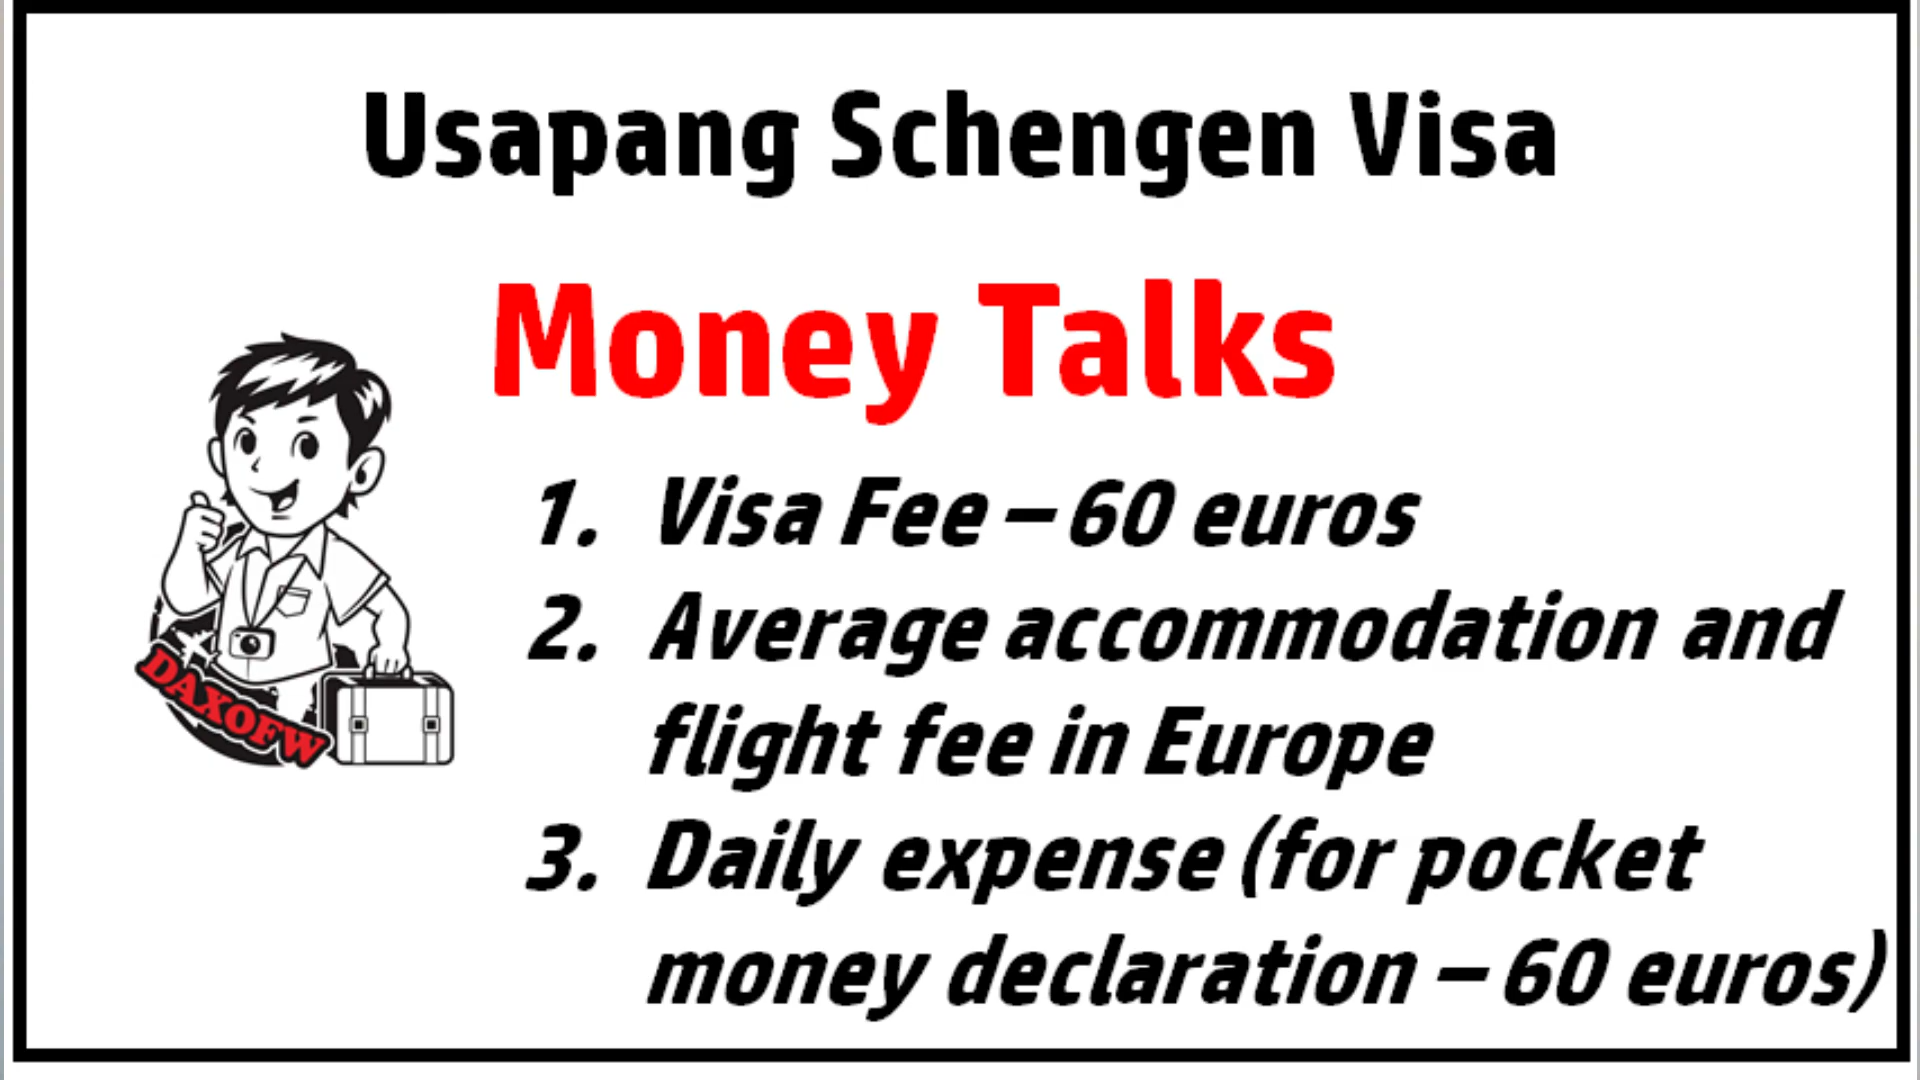 Usapang Schengen Visa
Money Talks
1. Visa Fee – 60 euros
2. Average accommodation and
flight fee in Europe
3. Daily expense (for pocket
money declaration – 60 euros)
DAXOFW